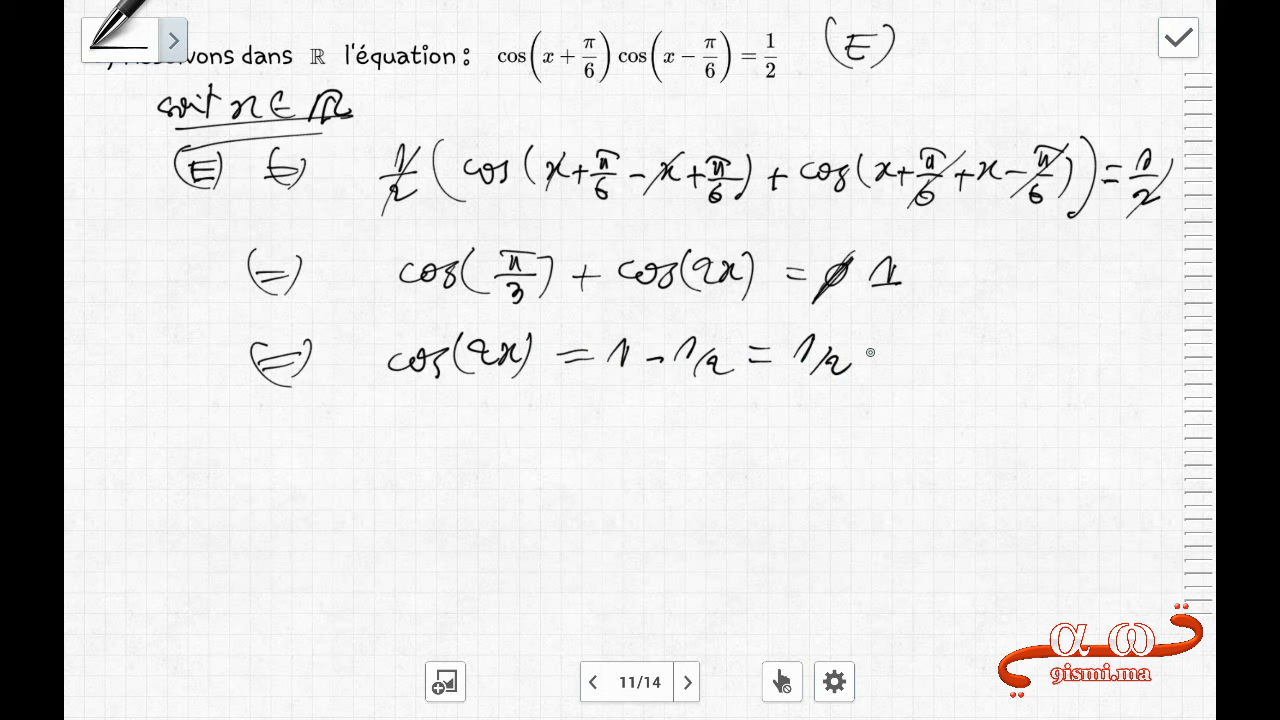 résolvons dans ℝ l'équation : cos(x + π/6) cos(x − π/6) = 1/2 (E)
soit x ∈ ℝ
(E) ⇔ 1/2 (cos(x + π/6 − x + π/6) + cos(x + π/6 + x − π/6)) = 1/2
⇔ cos(π/3) + cos(2x) = 1
⇔ cos(2x) = 1 − 1/2 = 1/2
α ω
gismi.ma
11/14